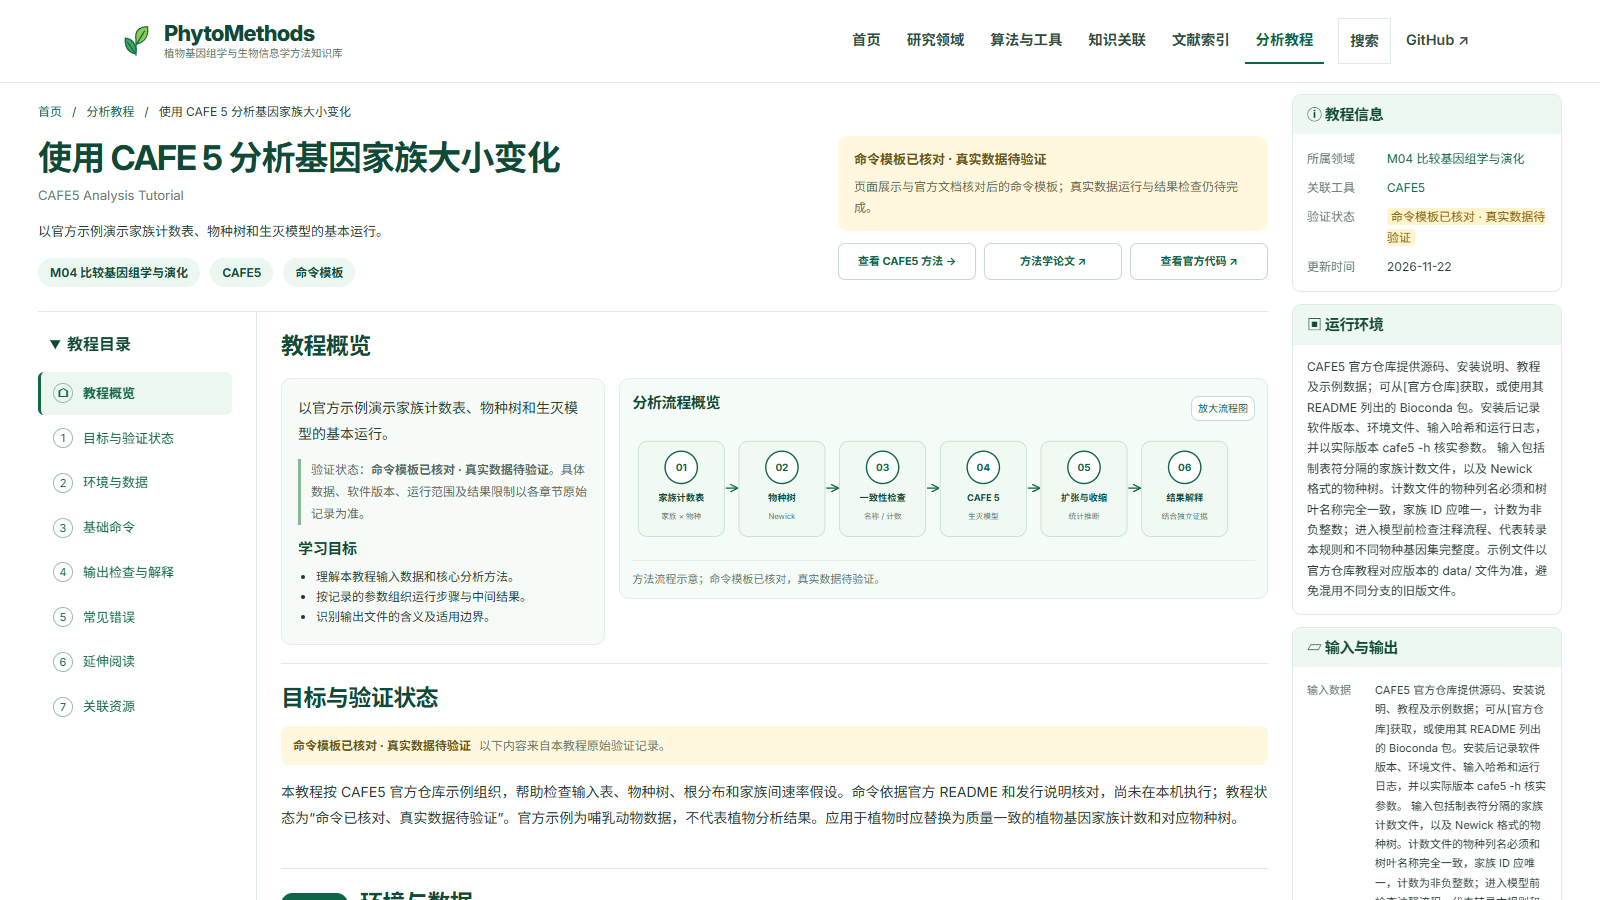 PhytoMethods
植物基因组学与生物信息学方法知识库
首页
研究领域
算法与工具
知识关联
文献索引
分析教程
搜索
GitHub ↗
首页 / 分析教程 / 使用 CAFE 5 分析基因家族大小变化
使用 CAFE 5 分析基因家族大小变化
CAFE5 Analysis Tutorial
以官方示例演示家族计数表、物种树和生灭模型的基本运行。
M04 比较基因组学与演化
CAFE5
命令模板
命令模板已核对 · 真实数据待验证
页面展示与官方文档核对后的命令模板；真实数据运行与结果检查仍待完
成。
查看 CAFE5 方法 →
方法学论文 ↗
查看官方代码 ↗
▼ 教程目录
教程概览
1 目标与验证状态
2 环境与数据
3 基础命令
4 输出检查与解释
5 常见错误
6 延伸阅读
7 关联资源
教程概览
以官方示例演示家族计数表、物种树和生灭模
型的基本运行。
验证状态：命令模板已核对 · 真实数据待验证。具体
数据、软件版本、运行范围及结果限制以各章节原始
记录为准。
学习目标
• 理解本教程输入数据和核心分析方法。
• 按记录的参数组织运行步骤与中间结果。
• 识别输出文件的含义及适用边界。
分析流程概览
放大流程图
01
家族计数表
家族 × 物种
02
物种树
Newick
03
一致性检查
名称 / 计数
04
CAFE 5
生灭模型
05
扩张与收缩
统计推断
06
结果解释
结合独立证据
方法流程示意；命令模板已核对，真实数据待验证。
目标与验证状态
命令模板已核对 · 真实数据待验证 以下内容来自本教程原始验证记录。
本教程按 CAFE5 官方仓库示例组织，帮助检查输入表、物种树、根分布和家族间速率假设。命令依据官方 README 和发行说明核对，尚未在本机执行；教程状
态为“命令已核对、真实数据待验证”。官方示例为哺乳动物数据，不代表植物分析结果。应用于植物时应替换为质量一致的植物基因家族计数和对应物种树。
环境与数据
ⓘ 教程信息
所属领域 M04 比较基因组学与演化
关联工具 CAFE5
验证状态 命令模板已核对 · 真实数据待
验证
更新时间 2026-11-22
▣ 运行环境
CAFE5 官方仓库提供源码、安装说明、教程
及示例数据；可从[官方仓库]获取，或使用其
README 列出的 Bioconda 包。安装后记录
软件版本、环境文件、输入哈希和运行日志，
并以实际版本 cafe5 -h 核实参数。 输入包括
制表符分隔的家族计数文件，以及 Newick
格式的物种树。计数文件的物种列名必须和树
叶名称完全一致，家族 ID 应唯一，计数为非
负整数；进入模型前检查注释流程、代表转录
本规则和不同物种基因集完整度。示例文件以
官方仓库教程对应版本的 data/ 文件为准，避
免混用不同分支的旧版文件。
▱ 输入与输出
输入数据 CAFE5 官方仓库提供源码、安装说
明、教程及示例数据；可从[官方仓
库]获取，或使用其 README 列出
的 Bioconda 包。安装后记录软件
版本、环境文件、输入哈希和运行
日志，并以实际版本 cafe5 -h 核实
参数。 输入包括制表符分隔的家族
计数文件，以及 Newick 格式的物
种树。计数文件的物种列名必须和
树叶名称完全一致，家族 ID 应唯
一，计数为非负整数；进入模型前
检查注释流程、代表转录本规则和